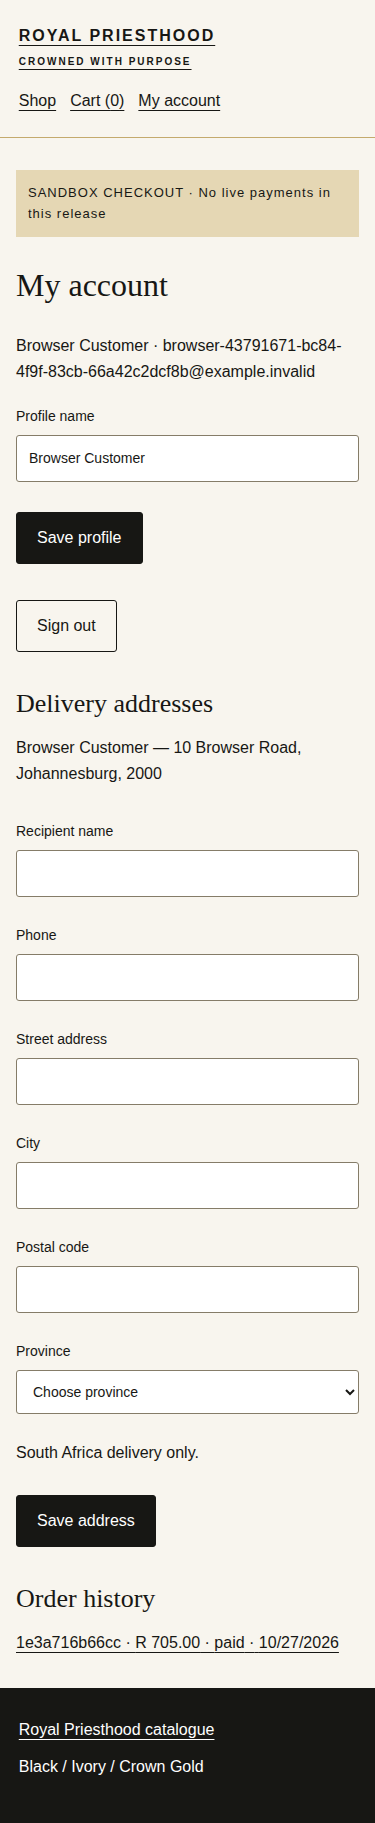 ROYAL PRIESTHOOD
CROWNED WITH PURPOSE
Shop Cart (0) My account
SANDBOX CHECKOUT · No live payments in
this release
My account
Browser Customer · browser-43791671-bc84-
4f9f-83cb-66a42c2dcf8b@example.invalid
Profile name
Browser Customer
Save profile
Sign out
Delivery addresses
Browser Customer — 10 Browser Road,
Johannesburg, 2000
Recipient name
Phone
Street address
City
Postal code
Province
Choose province
South Africa delivery only.
Save address
Order history
1e3a716b66cc · R 705.00 · paid · 10/27/2026
Royal Priesthood catalogue
Black / Ivory / Crown Gold